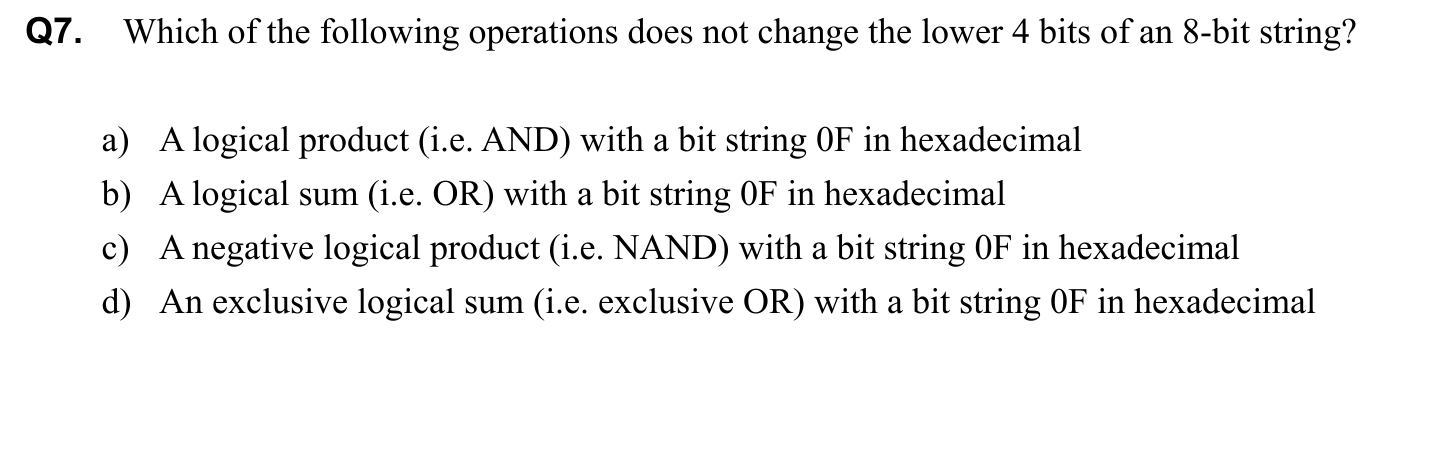 Q7. Which of the following operations does not change the lower 4 bits of an 8-bit string?
a) A logical product (i.e. AND) with a bit string 0F in hexadecimal
b) A logical sum (i.e. OR) with a bit string 0F in hexadecimal
c) A negative logical product (i.e. NAND) with a bit string 0F in hexadecimal
d) An exclusive logical sum (i.e. exclusive OR) with a bit string 0F in hexadecimal